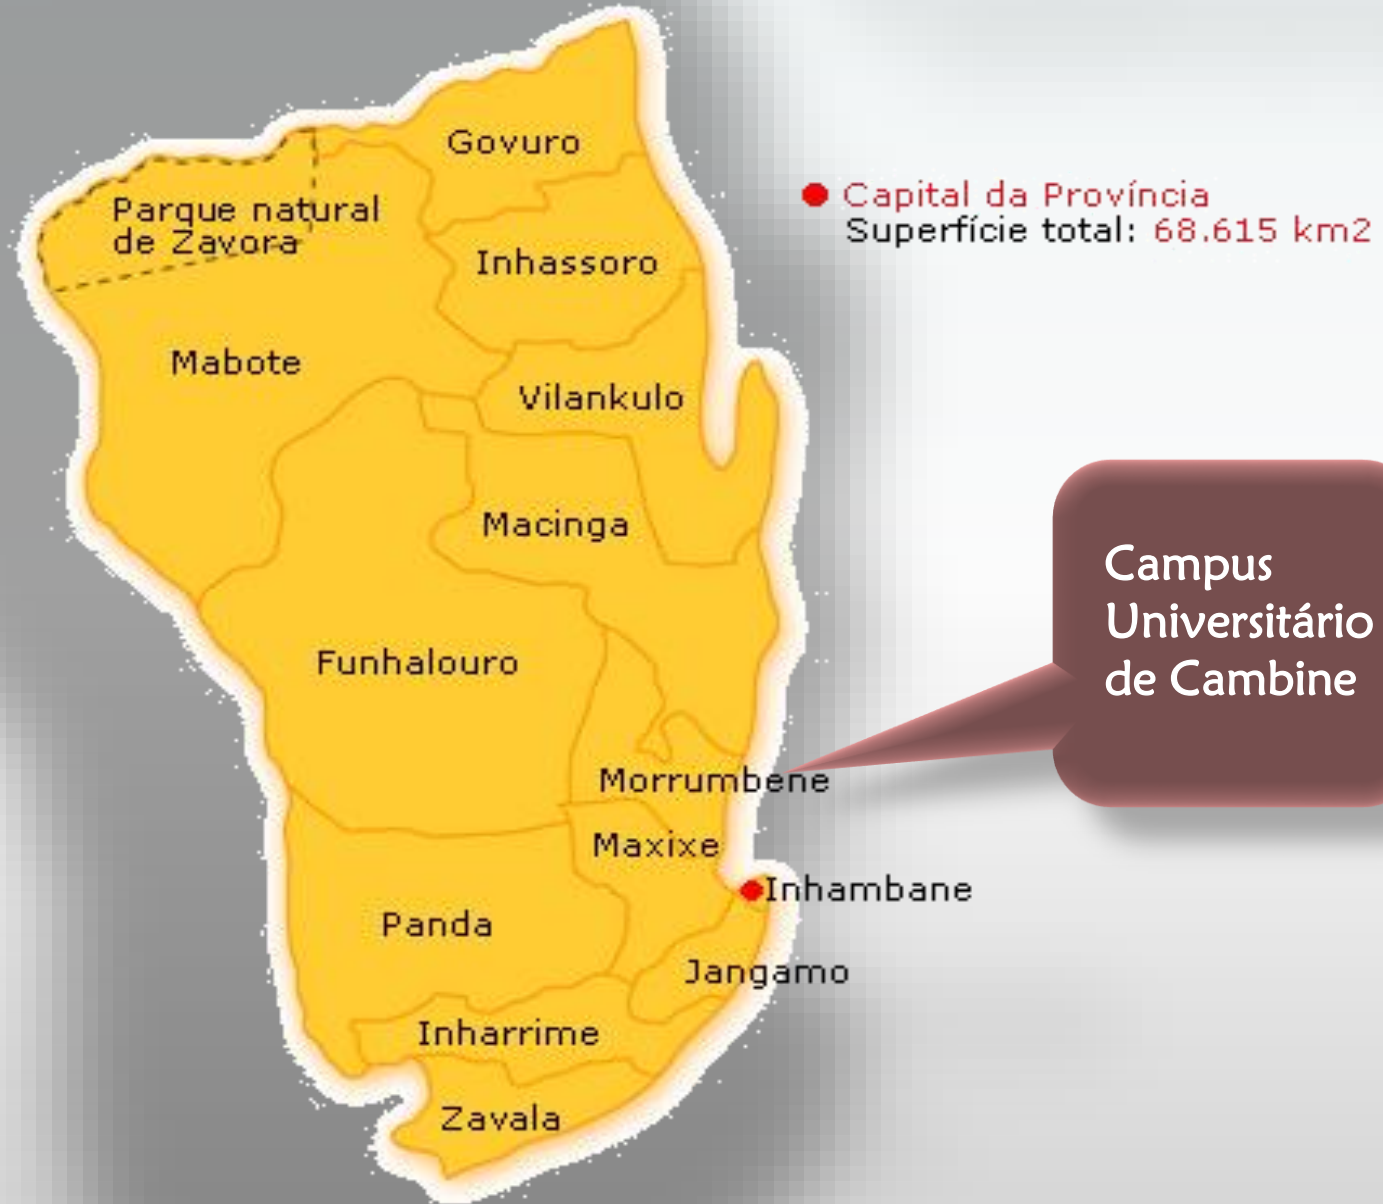 Govuro
Parque natural
de Zavora
Capital da Província
Superfície total: 68.615 km2
Inhassoro
Mabote
Vilankulo
Macinga
Campus
Universitário
de Cambine
Funhalouro
Morrumbene
Maxixe
Inhambane
Panda
Jangamo
Inharrime
Zavala